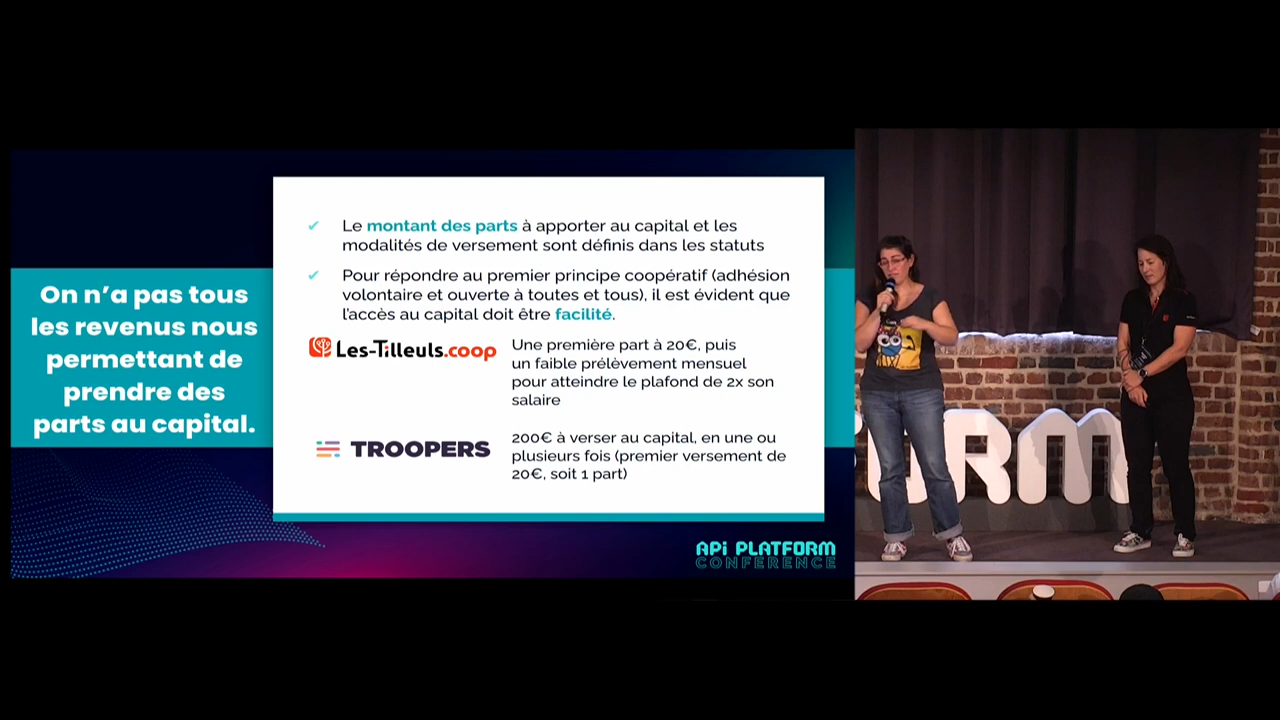 On n’a pas tous
les revenus nous
permettant de
prendre des
parts au capital.
✔ Le montant des parts à apporter au capital et les
modalités de versement sont définis dans les statuts
✔ Pour répondre au premier principe coopératif (adhésion
volontaire et ouverte à toutes et tous), il est évident que
l’accès au capital doit être facilité.
Les-Tilleuls.coop
Une première part à 20€, puis
un faible prélèvement mensuel
pour atteindre le plafond de 2x son
salaire
TROOPERS
200€ à verser au capital, en une ou
plusieurs fois (premier versement de
20€, soit 1 part)
APi PLATFORM
CONFERENCE